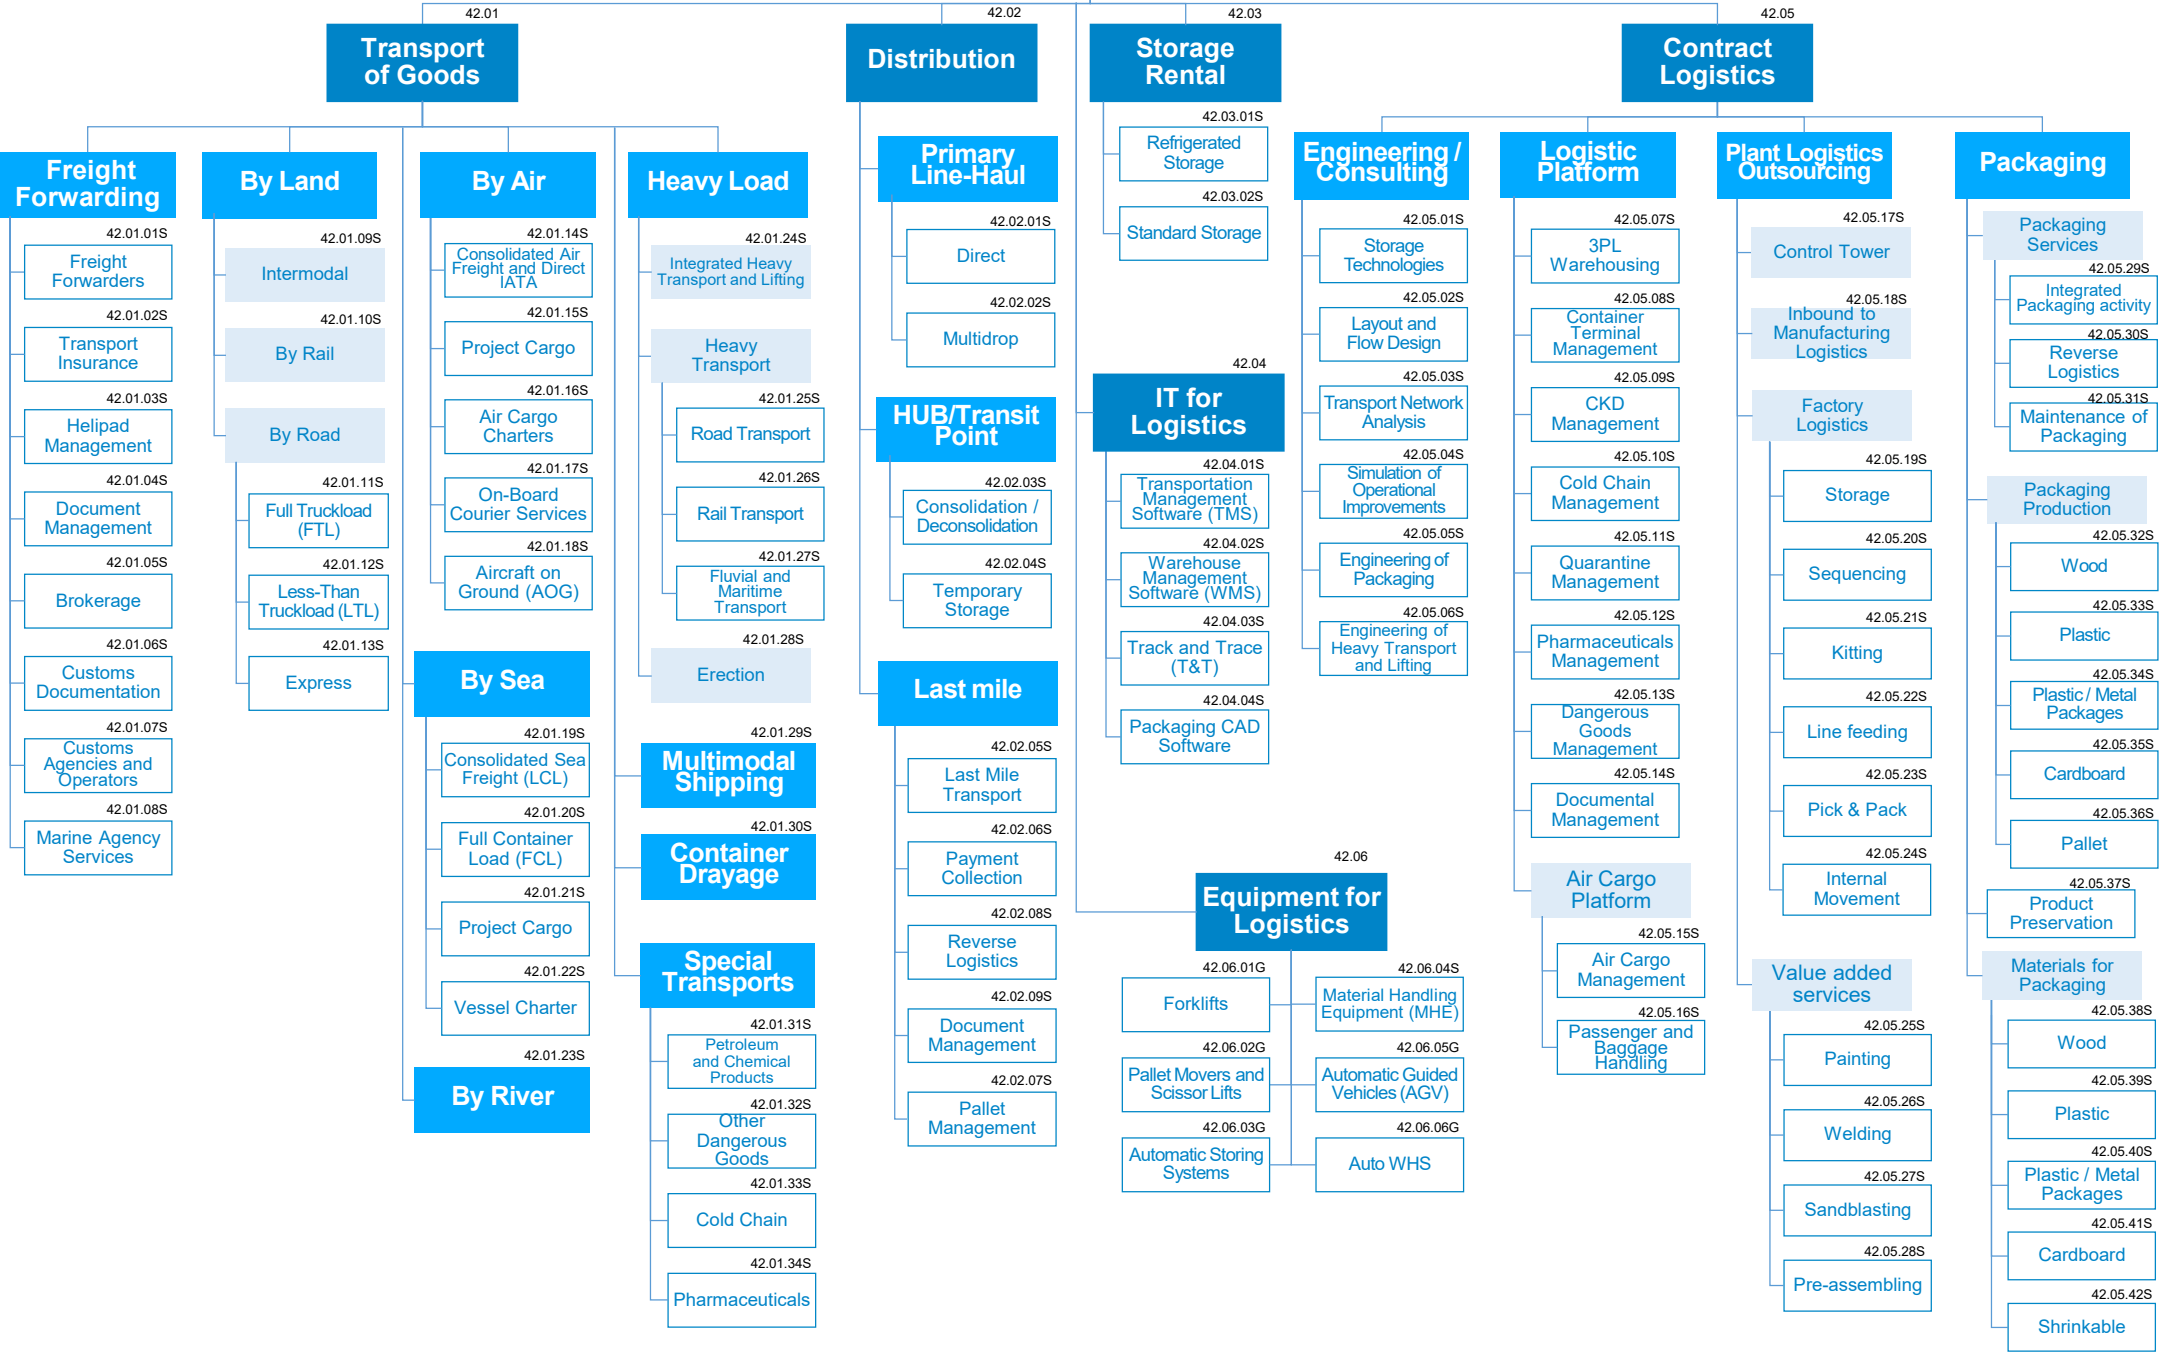 42.01
Transport
of Goods
Freight
Forwarding
42.01.01S
Freight
Forwarders
42.01.02S
Transport
Insurance
42.01.03S
Helipad
Management
42.01.04S
Document
Management
42.01.05S
Brokerage
42.01.06S
Customs
Documentation
42.01.07S
Customs
Agencies and
Operators
42.01.08S
Marine Agency
Services
By Land
42.01.09S
Intermodal
42.01.10S
By Rail
By Road
42.01.11S
Full Truckload
(FTL)
42.01.12S
Less-Than
Truckload (LTL)
42.01.13S
Express
By Air
42.01.14S
Consolidated Air
Freight and Direct
IATA
42.01.15S
Project Cargo
42.01.16S
Air Cargo
Charters
42.01.17S
On-Board
Courier Services
42.01.18S
Aircraft on
Ground (AOG)
By Sea
42.01.19S
Consolidated Sea
Freight (LCL)
42.01.20S
Full Container
Load (FCL)
42.01.21S
Project Cargo
42.01.22S
Vessel Charter
42.01.23S
By River
Heavy Load
42.01.24S
Integrated Heavy
Transport and Lifting
Heavy
Transport
42.01.25S
Road Transport
42.01.26S
Rail Transport
42.01.27S
Fluvial and
Maritime
Transport
42.01.28S
Erection
42.01.29S
Multimodal
Shipping
42.01.30S
Container
Drayage
Special
Transports
42.01.31S
Petroleum
and Chemical
Products
42.01.32S
Other
Dangerous
Goods
42.01.33S
Cold Chain
42.01.34S
Pharmaceuticals
42.02
Distribution
Primary
Line-Haul
42.02.01S
Direct
42.02.02S
Multidrop
HUB/Transit
Point
42.02.03S
Consolidation /
Deconsolidation
42.02.04S
Temporary
Storage
Last mile
42.02.05S
Last Mile
Transport
42.02.06S
Payment
Collection
42.02.08S
Reverse
Logistics
42.02.09S
Document
Management
42.02.07S
Pallet
Management
42.03
Storage
Rental
42.03.01S
Refrigerated
Storage
42.03.02S
Standard Storage
42.04
IT for
Logistics
42.04.01S
Transportation
Management
Software (TMS)
42.04.02S
Warehouse
Management
Software (WMS)
42.04.03S
Track and Trace
(T&T)
42.04.04S
Packaging CAD
Software
42.06
Equipment for
Logistics
42.06.01G
Forklifts
42.06.02G
Pallet Movers and
Scissor Lifts
42.06.03G
Automatic Storing
Systems
42.06.04S
Material Handling
Equipment (MHE)
42.06.05G
Automatic Guided
Vehicles (AGV)
42.06.06G
Auto WHS
42.05
Contract
Logistics
Engineering /
Consulting
42.05.01S
Storage
Technologies
42.05.02S
Layout and
Flow Design
42.05.03S
Transport Network
Analysis
42.05.04S
Simulation of
Operational
Improvements
42.05.05S
Engineering of
Packaging
42.05.06S
Engineering of
Heavy Transport
and Lifting
Logistic
Platform
42.05.07S
3PL
Warehousing
42.05.08S
Container
Terminal
Management
42.05.09S
CKD
Management
42.05.10S
Cold Chain
Management
42.05.11S
Quarantine
Management
42.05.12S
Pharmaceuticals
Management
42.05.13S
Dangerous
Goods
Management
42.05.14S
Documental
Management
Air Cargo
Platform
42.05.15S
Air Cargo
Management
42.05.16S
Passenger and
Baggage
Handling
Plant Logistics
Outsourcing
42.05.17S
Control Tower
42.05.18S
Inbound to
Manufacturing
Logistics
Factory
Logistics
42.05.19S
Storage
42.05.20S
Sequencing
42.05.21S
Kitting
42.05.22S
Line feeding
42.05.23S
Pick & Pack
42.05.24S
Internal
Movement
Value added
services
42.05.25S
Painting
42.05.26S
Welding
42.05.27S
Sandblasting
42.05.28S
Pre-assembling
Packaging
Packaging
Services
42.05.29S
Integrated
Packaging activity
42.05.30S
Reverse
Logistics
42.05.31S
Maintenance of
Packaging
Packaging
Production
42.05.32S
Wood
42.05.33S
Plastic
42.05.34S
Plastic / Metal
Packages
42.05.35S
Cardboard
42.05.36S
Pallet
42.05.37S
Product
Preservation
Materials for
Packaging
42.05.38S
Wood
42.05.39S
Plastic
42.05.40S
Plastic / Metal
Packages
42.05.41S
Cardboard
42.05.42S
Shrinkable